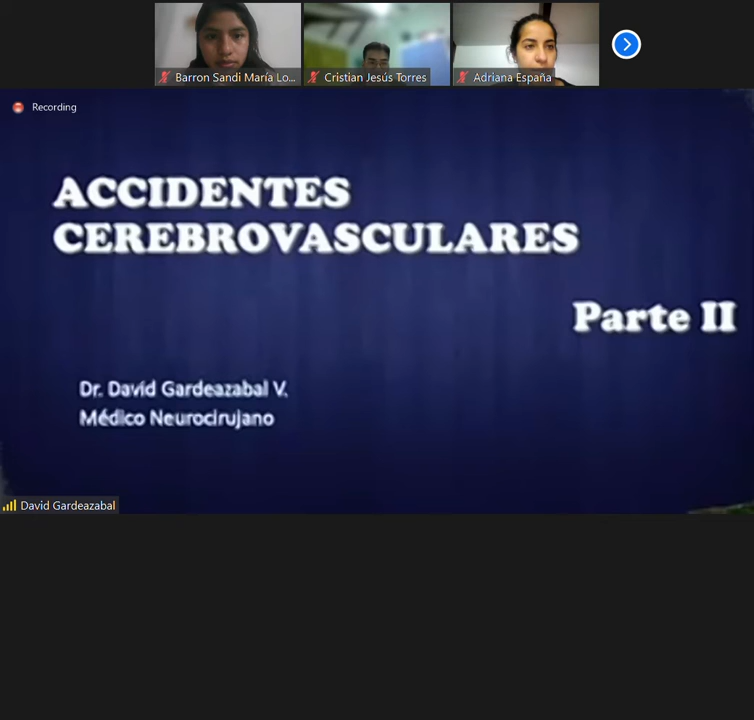 Barron Sandi María Lo...
Cristian Jesús Torres
Adriana España
Recording
ACCIDENTES
CEREBROVASCULARES
Parte II
Dr. David Gardeazabal V.
Médico Neurocirujano
David Gardeazabal